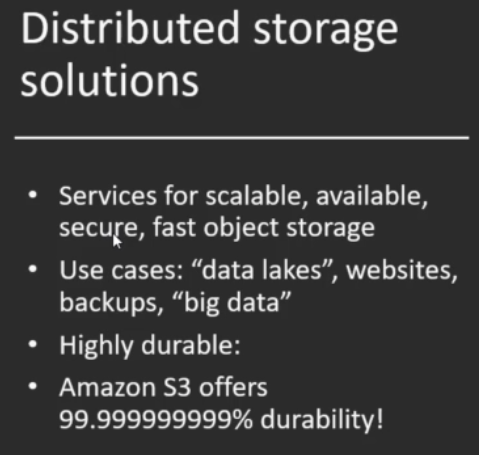 Distributed storage
solutions
• Services for scalable, available,
secure, fast object storage
• Use cases: “data lakes”, websites,
backups, “big data”
• Highly durable:
• Amazon S3 offers
99.999999999% durability!